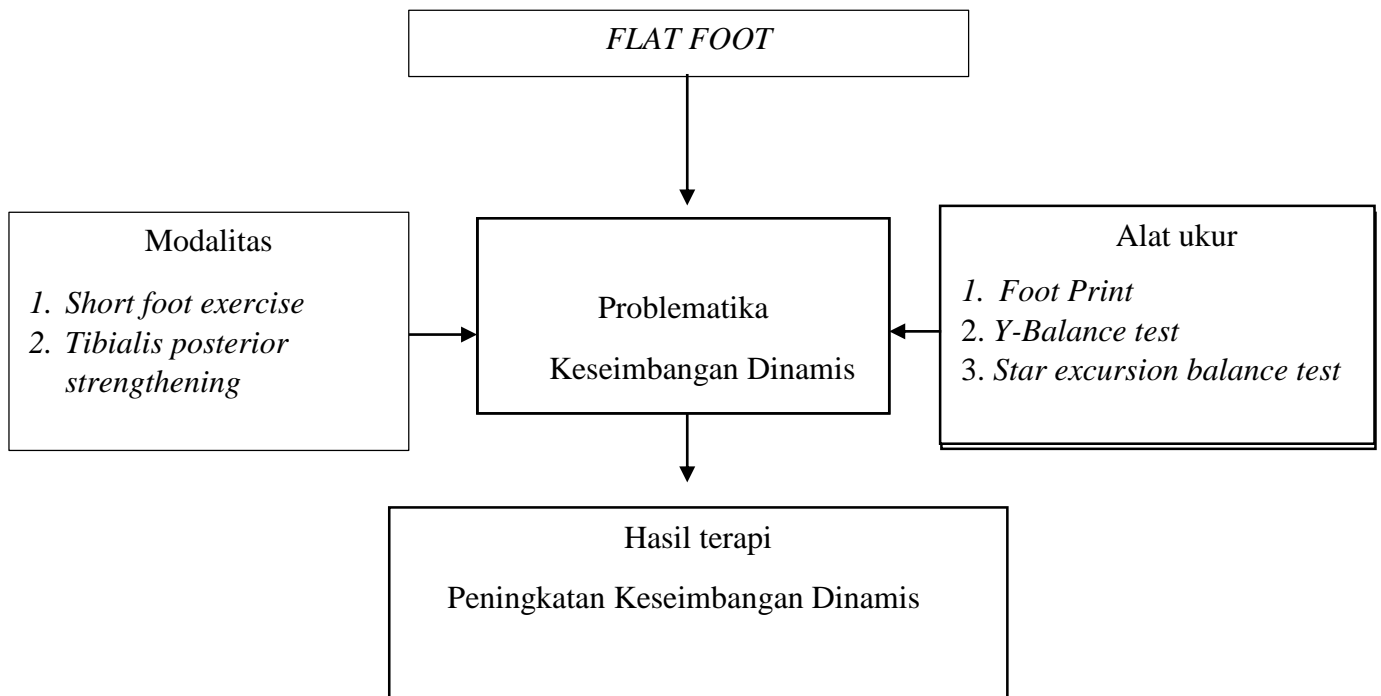 FLAT FOOT
Modalitas
1. Short foot exercise
2. Tibialis posterior
strengthening
Problematika
Keseimbangan Dinamis
Alat ukur
1. Foot Print
2. Y-Balance test
3. Star excursion balance test
Hasil terapi
Peningkatan Keseimbangan Dinamis